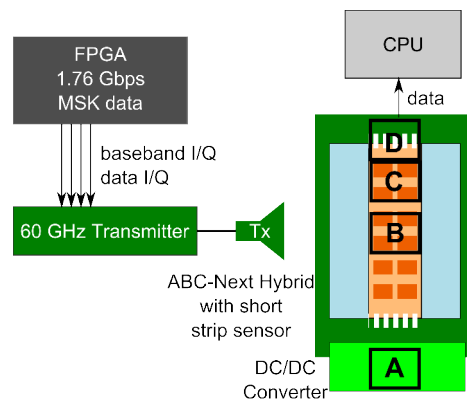 FPGA
1.76 Gbps
MSK data
CPU
data
D
baseband I/Q
data I/Q
C
60 GHz Transmitter
Tx
B
ABC-Next Hybrid
with short
strip sensor
DC/DC
Converter
A